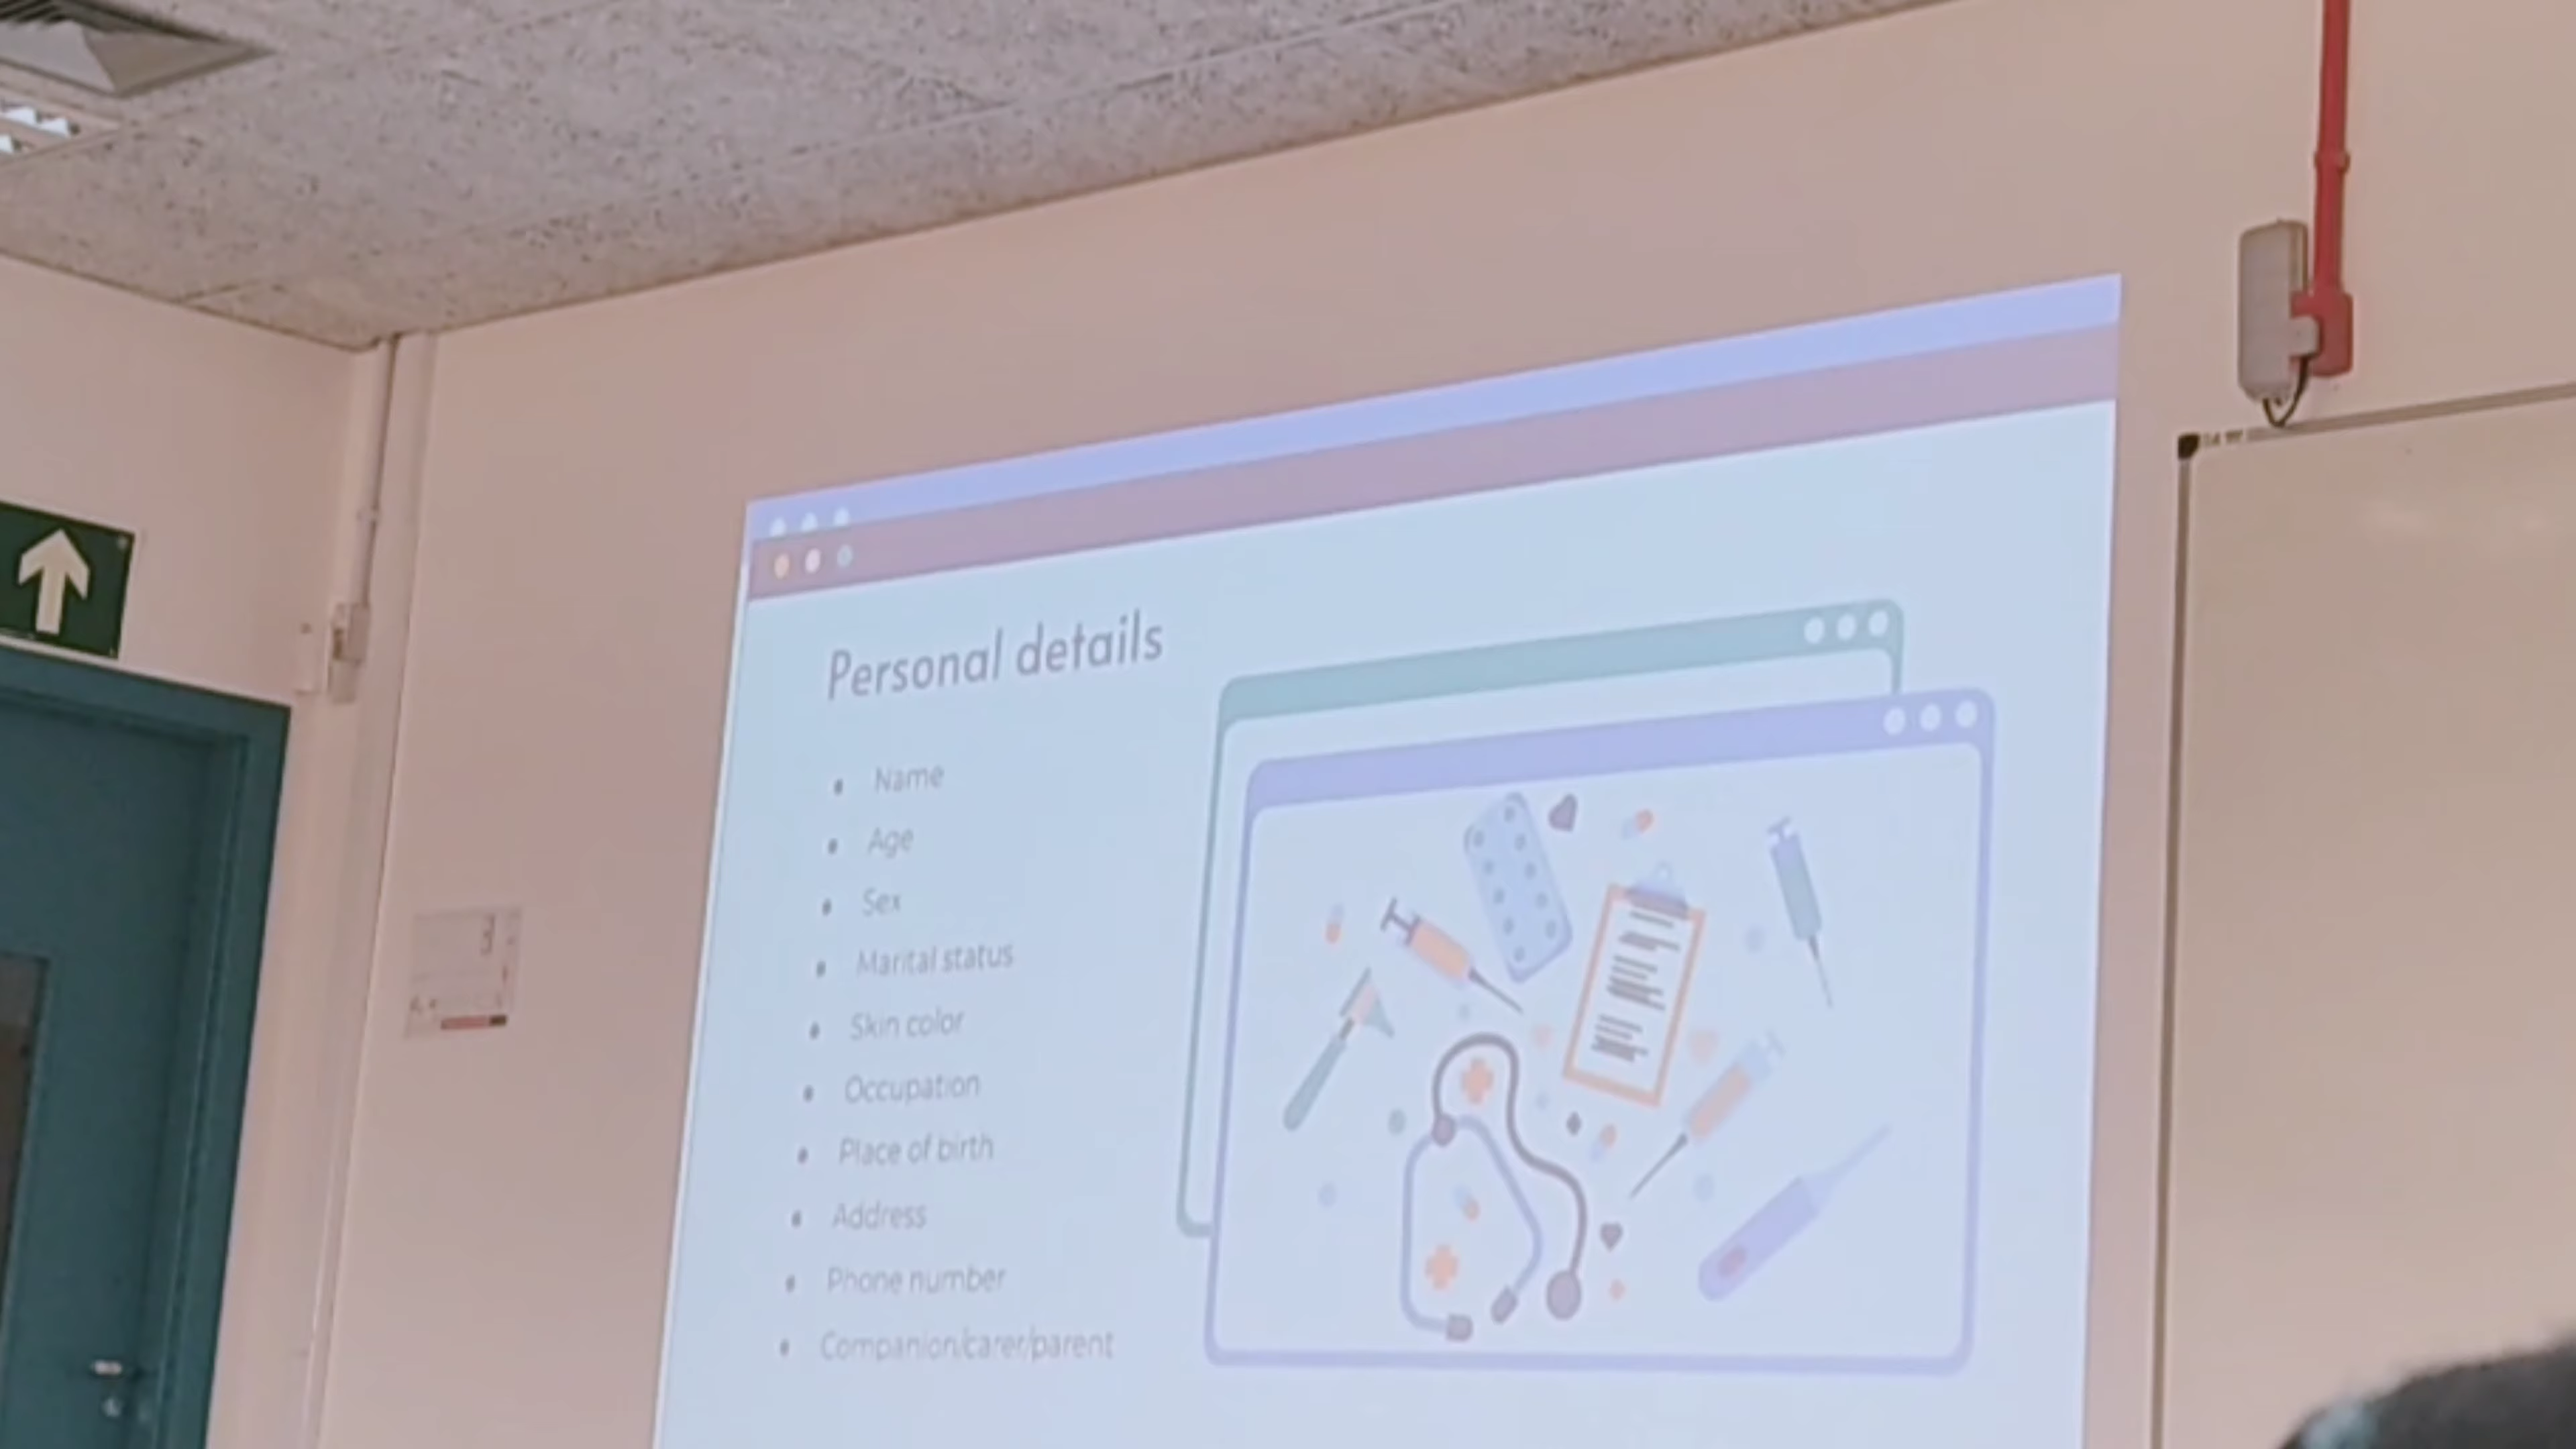 Personal details
Name
Age
Sex
Marital status
Skin color
Occupation
Place of birth
Address
Phone number
Companion/carer/parent
3